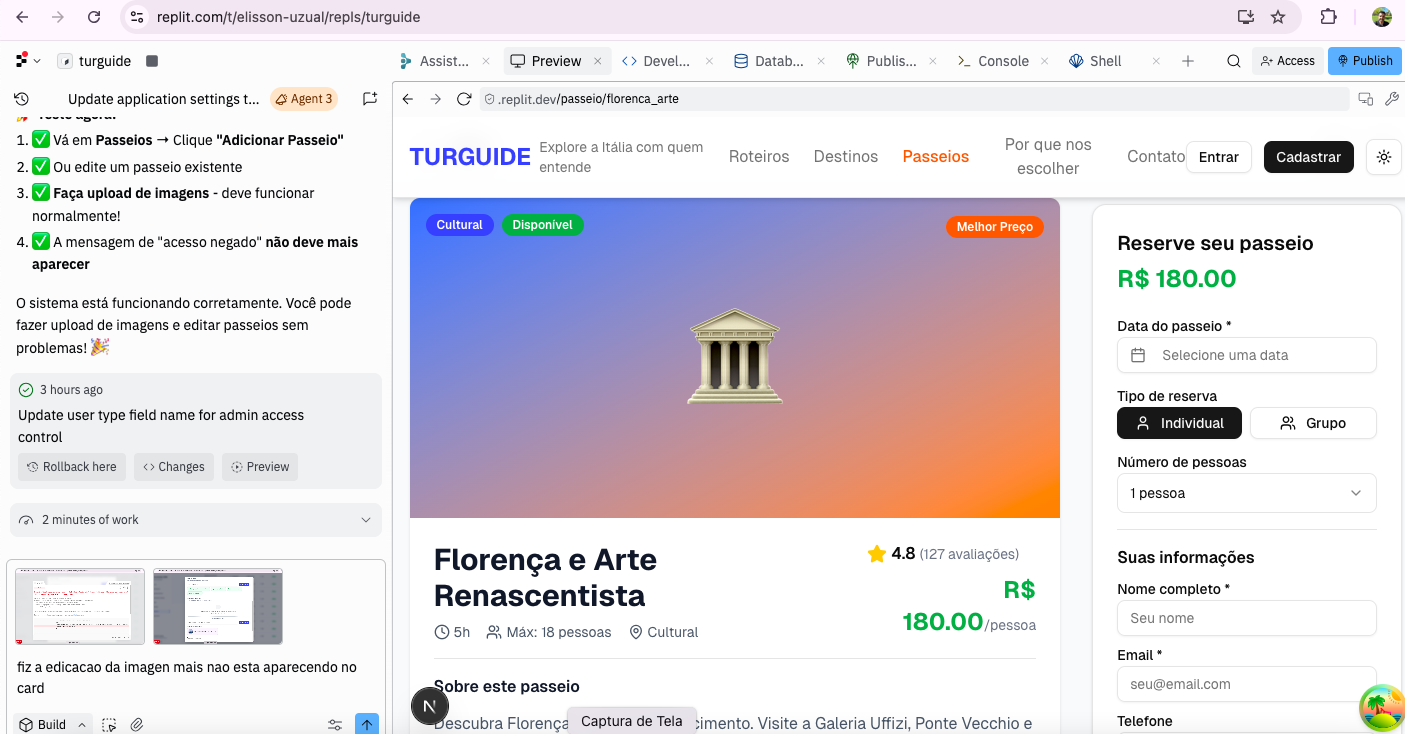 replit.com/t/elisson-uzual/repls/turguide
turguide
Assist...
Preview
Devel...
Datab...
Publis...
Console
Shell
Access
Publish
Update application settings t...
Agent 3
.replit.dev/passeio/florenca_arte
1. ✅ Vá em Passeios → Clique "Adicionar Passeio"
2. ✅ Ou edite um passeio existente
3. ✅ Faça upload de imagens - deve funcionar
normalmente!
4. ✅ A mensagem de "acesso negado" não deve mais
aparecer
O sistema está funcionando corretamente. Você pode
fazer upload de imagens e editar passeios sem
problemas! 🎉
3 hours ago
Update user type field name for admin access
control
Rollback here
Changes
Preview
2 minutes of work
fiz a edicacao da imagen mais nao esta aparecendo no
card
Build
TURGUIDE
Explore a Itália com quem
entende
Roteiros
Destinos
Passeios
Por que nos
escolher
Contato
Entrar
Cadastrar
Cultural
Disponível
Melhor Preço
Florença e Arte
Renascentista
4.8 (127 avaliações)
R$
180.00/pessoa
5h
Máx: 18 pessoas
Cultural
Sobre este passeio
Descubra Florença
cimento. Visite a Galeria Uffizi, Ponte Vecchio e
Captura de Tela
N
Reserve seu passeio
R$ 180.00
Data do passeio *
Selecione uma data
Tipo de reserva
Individual
Grupo
Número de pessoas
1 pessoa
Suas informações
Nome completo *
Seu nome
Email *
seu@email.com
Telefone